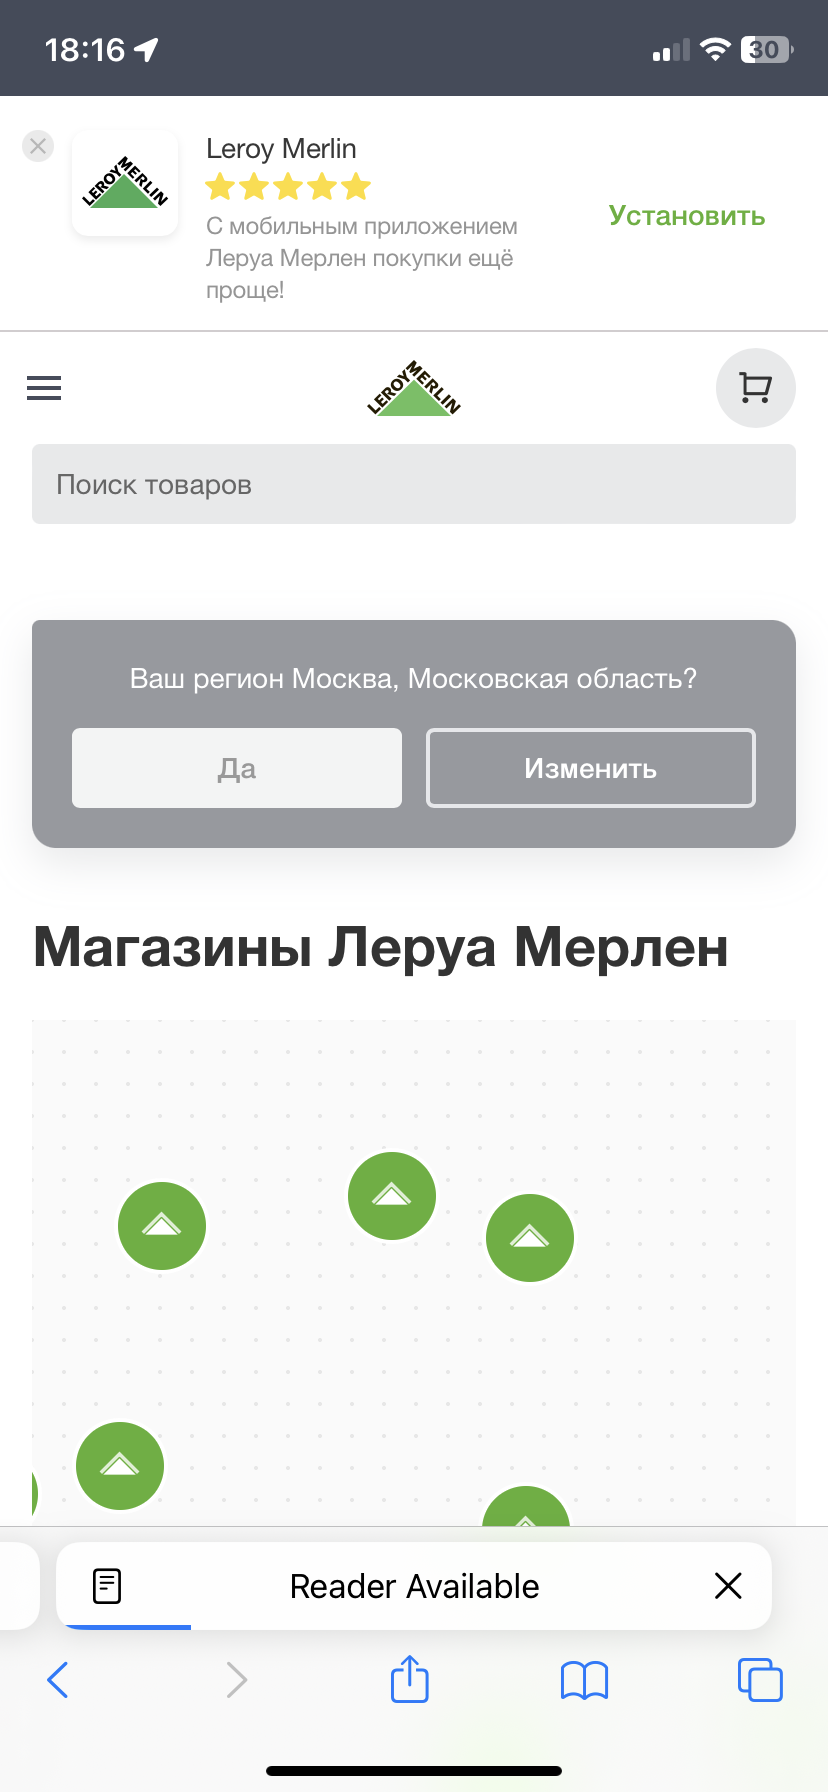 18:16
30
LEROY MERLIN
Leroy Merlin
С мобильным приложением
Леруа Мерлен покупки ещё
проще!
Установить
LEROY MERLIN
Поиск товаров
Ваш регион Москва, Московская область?
Да
Изменить
Магазины Леруа Мерлен
Reader Available